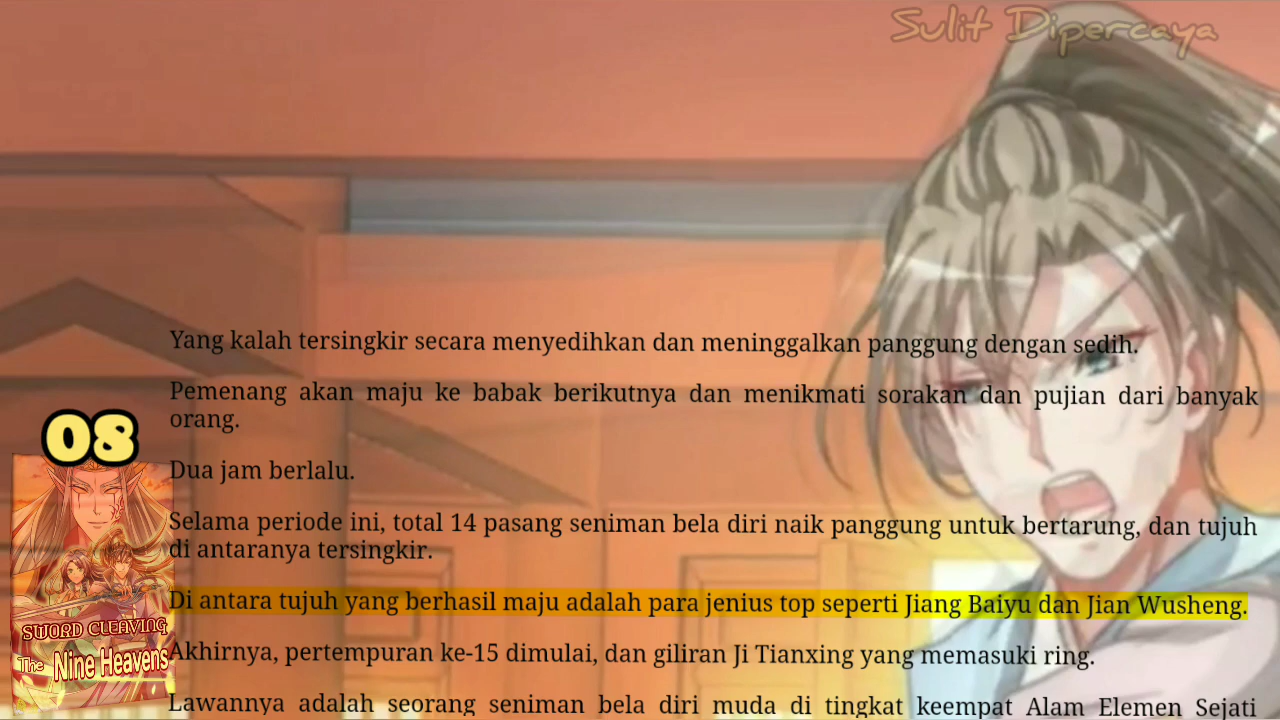 Sulit Dipercaya
Yang kalah tersingkir secara menyedihkan dan meninggalkan panggung dengan sedih.
Pemenang akan maju ke babak berikutnya dan menikmati sorakan dan pujian dari banyak
orang.
Dua jam berlalu.
Selama periode ini, total 14 pasang seniman bela diri naik panggung untuk bertarung, dan tujuh
di antaranya tersingkir.
Di antara tujuh yang berhasil maju adalah para jenius top seperti Jiang Baiyu dan Jian Wusheng.
Akhirnya, pertempuran ke-15 dimulai, dan giliran Ji Tianxing yang memasuki ring.
Lawannya adalah seorang seniman bela diri muda di tingkat keempat Alam Elemen Sejati
08
SWORD CLEAVING
The Nine Heavens